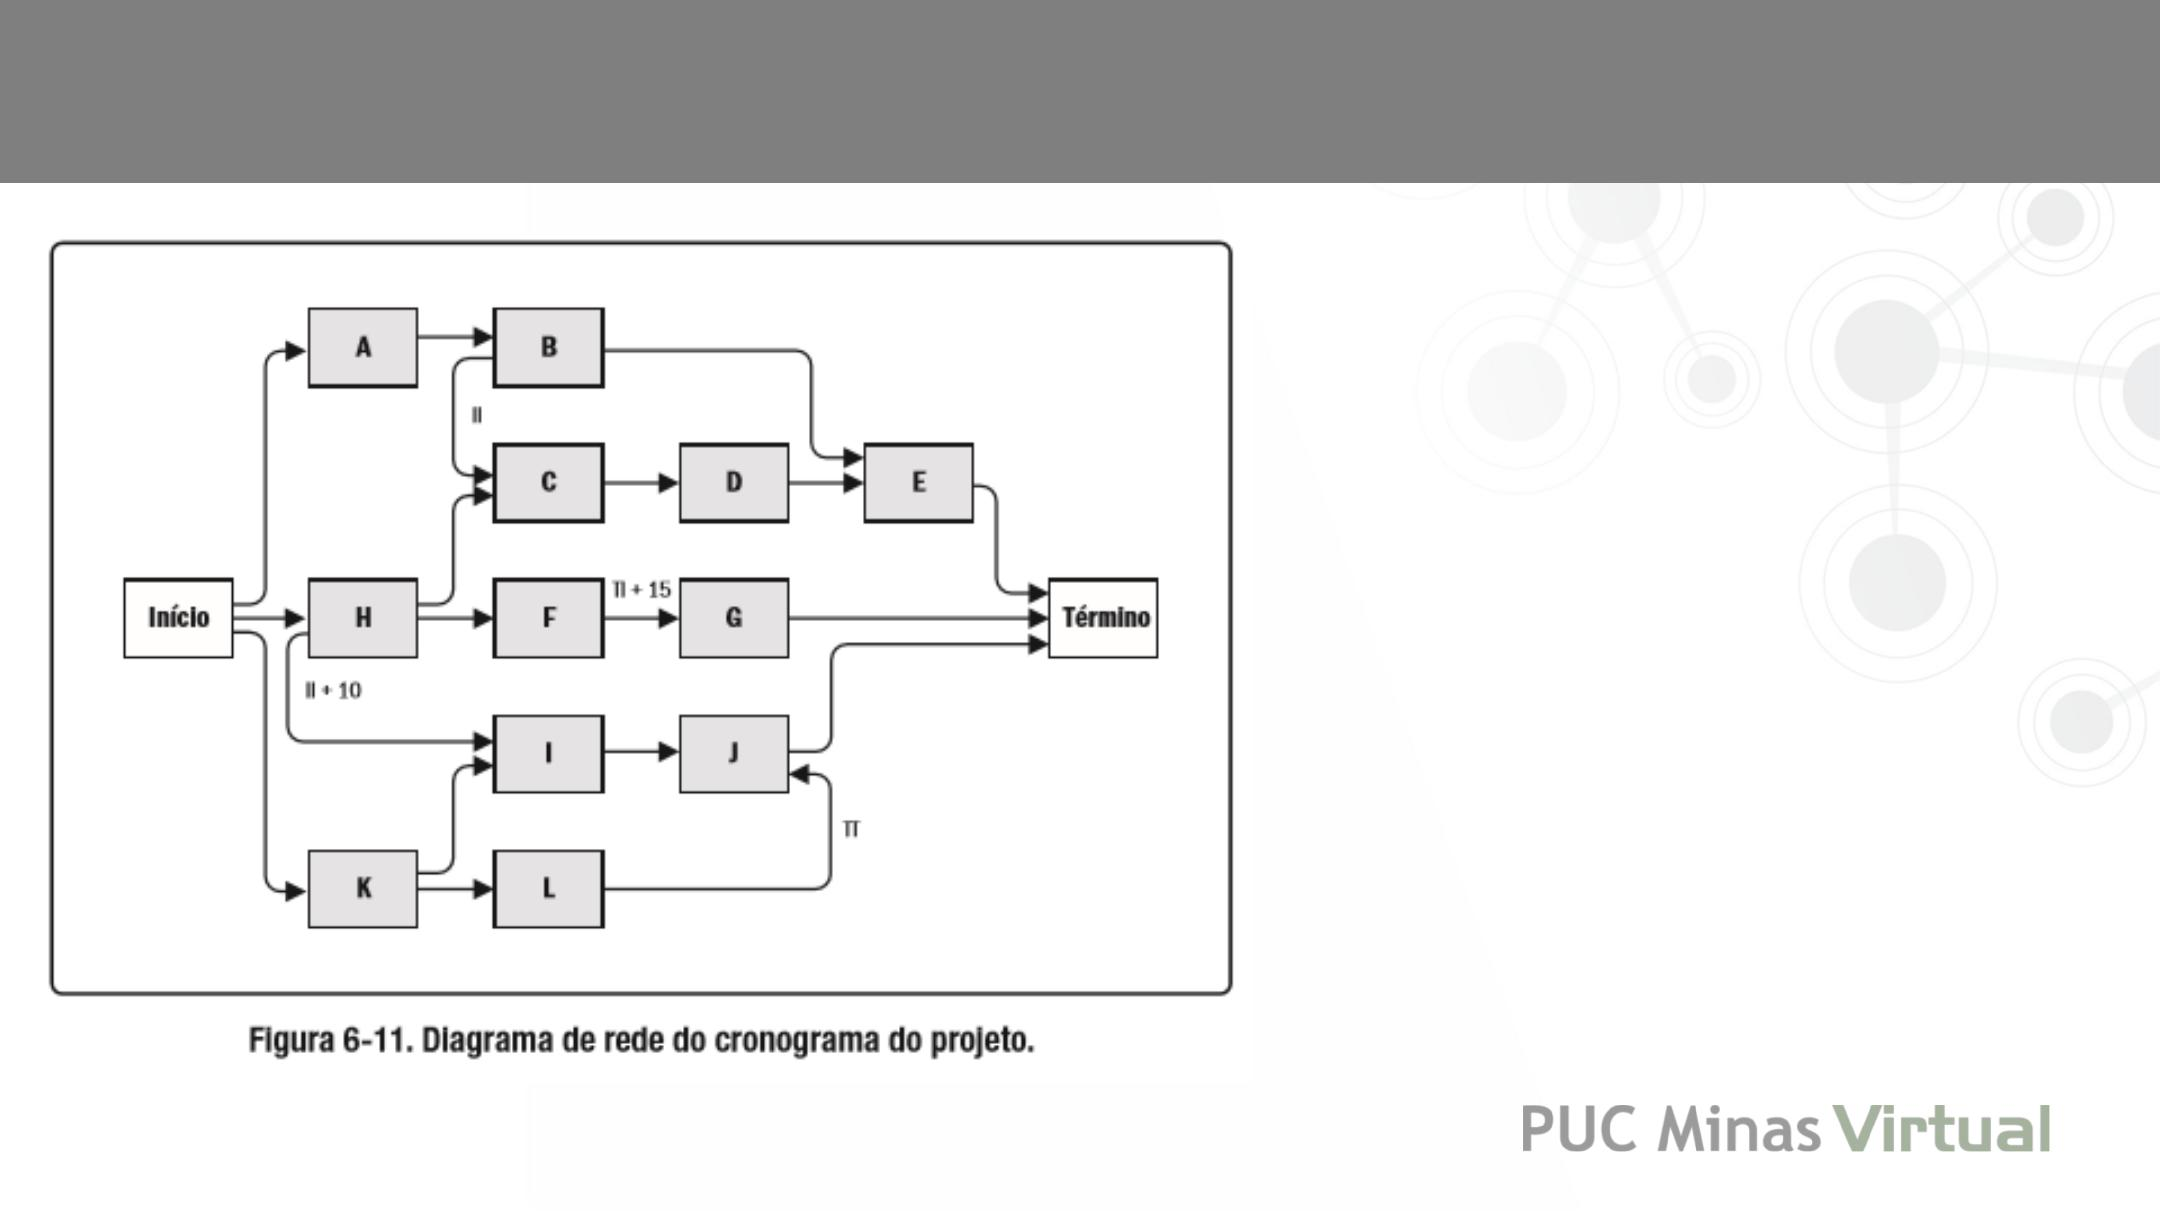 A
B
II
C
D
E
Início
H
F
TI + 15
G
Término
II + 10
I
J
TT
K
L
Figura 6-11. Diagrama de rede do cronograma do projeto.
PUC Minas Virtual